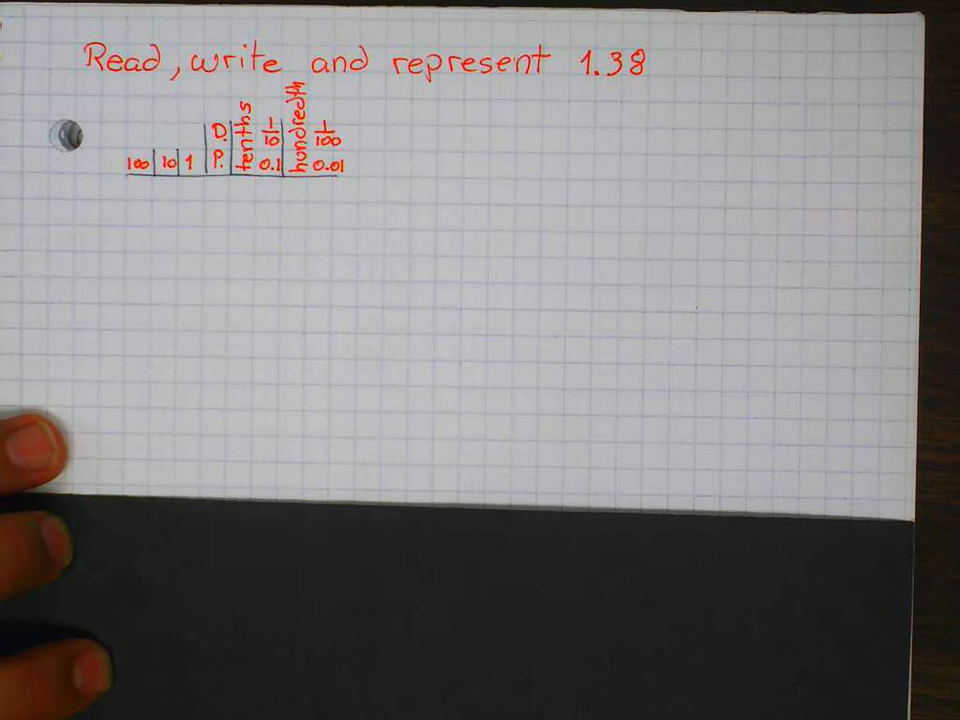 Read, write and represent 1.38
100 10 1 D.P. tenths 1/10 0.1 hundredth 1/100 0.01